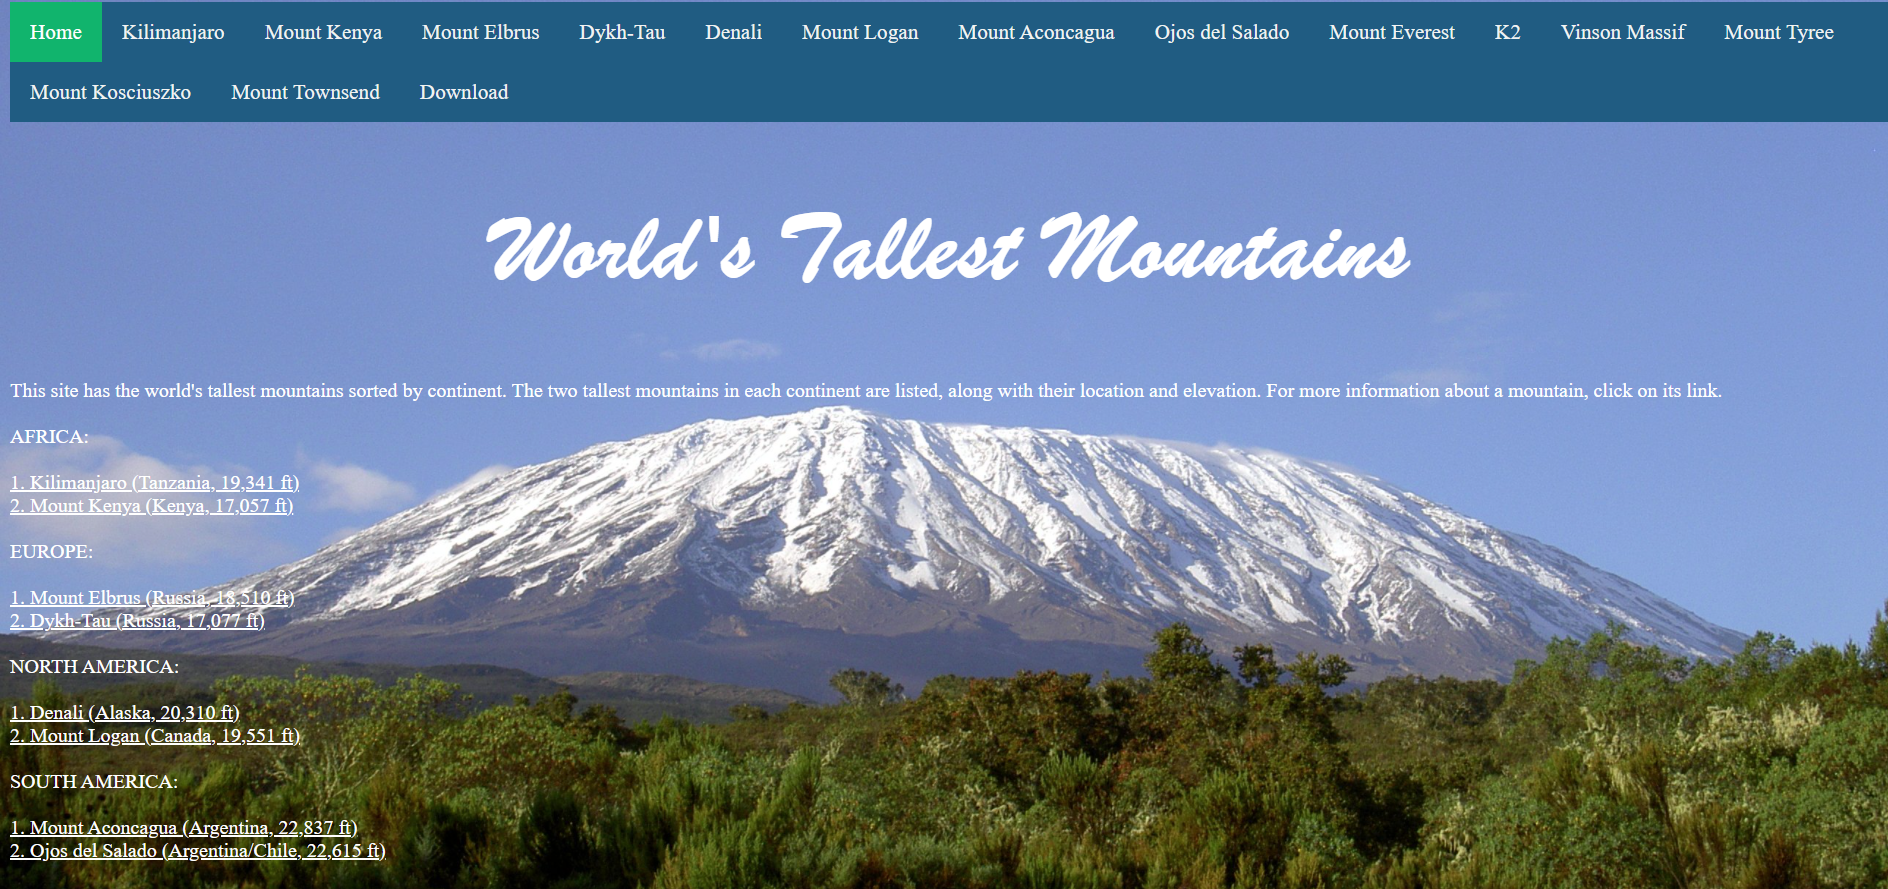 Home Kilimanjaro Mount Kenya Mount Elbrus Dykh-Tau Denali Mount Logan Mount Aconcagua Ojos del Salado Mount Everest K2 Vinson Massif Mount Tyree
Mount Kosciuszko Mount Townsend Download
World's Tallest Mountains
This site has the world's tallest mountains sorted by continent. The two tallest mountains in each continent are listed, along with their location and elevation. For more information about a mountain, click on its link.
AFRICA:
1. Kilimanjaro (Tanzania, 19,341 ft)
2. Mount Kenya (Kenya, 17,057 ft)
EUROPE:
1. Mount Elbrus (Russia, 18,510 ft)
2. Dykh-Tau (Russia, 17,077 ft)
NORTH AMERICA:
1. Denali (Alaska, 20,310 ft)
2. Mount Logan (Canada, 19,551 ft)
SOUTH AMERICA:
1. Mount Aconcagua (Argentina, 22,837 ft)
2. Ojos del Salado (Argentina/Chile, 22,615 ft)